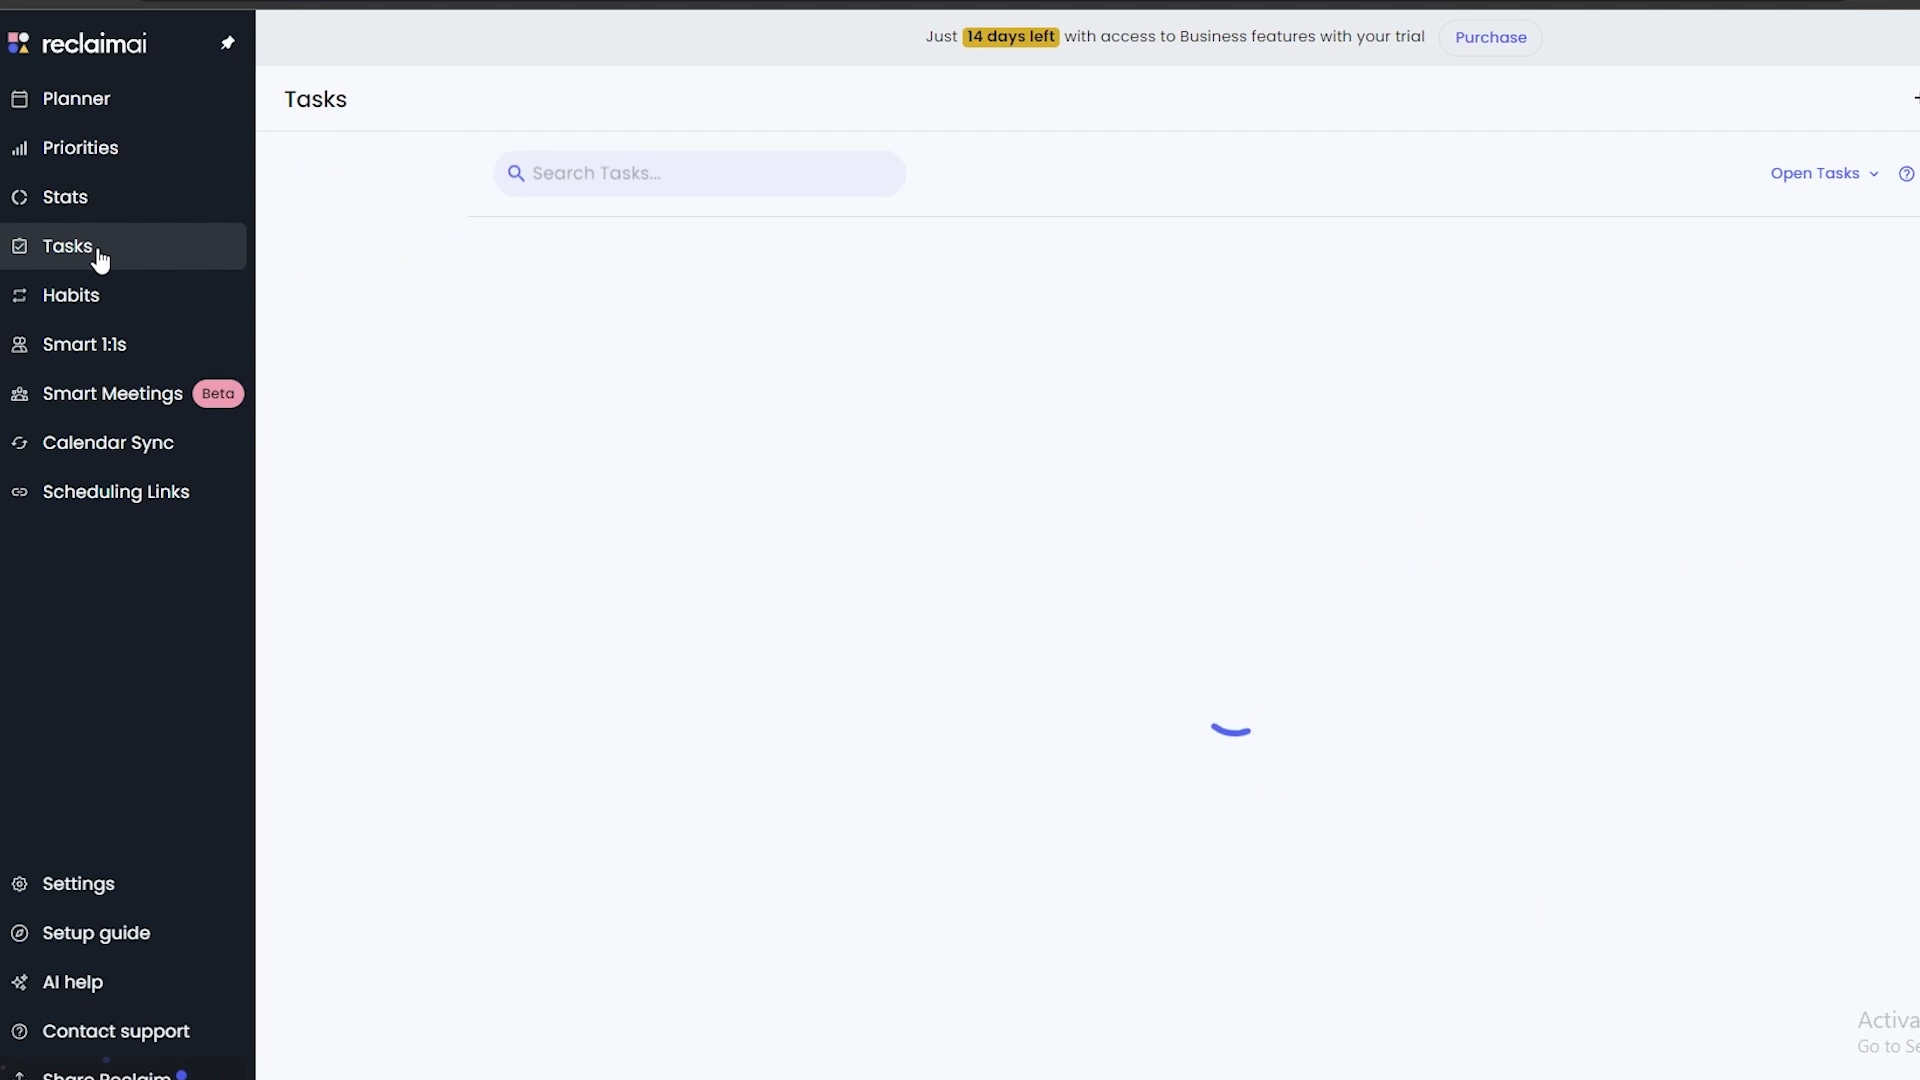 reclaimai
Just 14 days left with access to Business features with your trial Purchase
Planner
Priorities
Stats
Tasks
Habits
Smart 1:1s
Smart Meetings Beta
Calendar Sync
Scheduling Links
Settings
Setup guide
AI help
Contact support
Share Reclaim
Tasks
Search Tasks...
Open Tasks
Activa
Go to Se